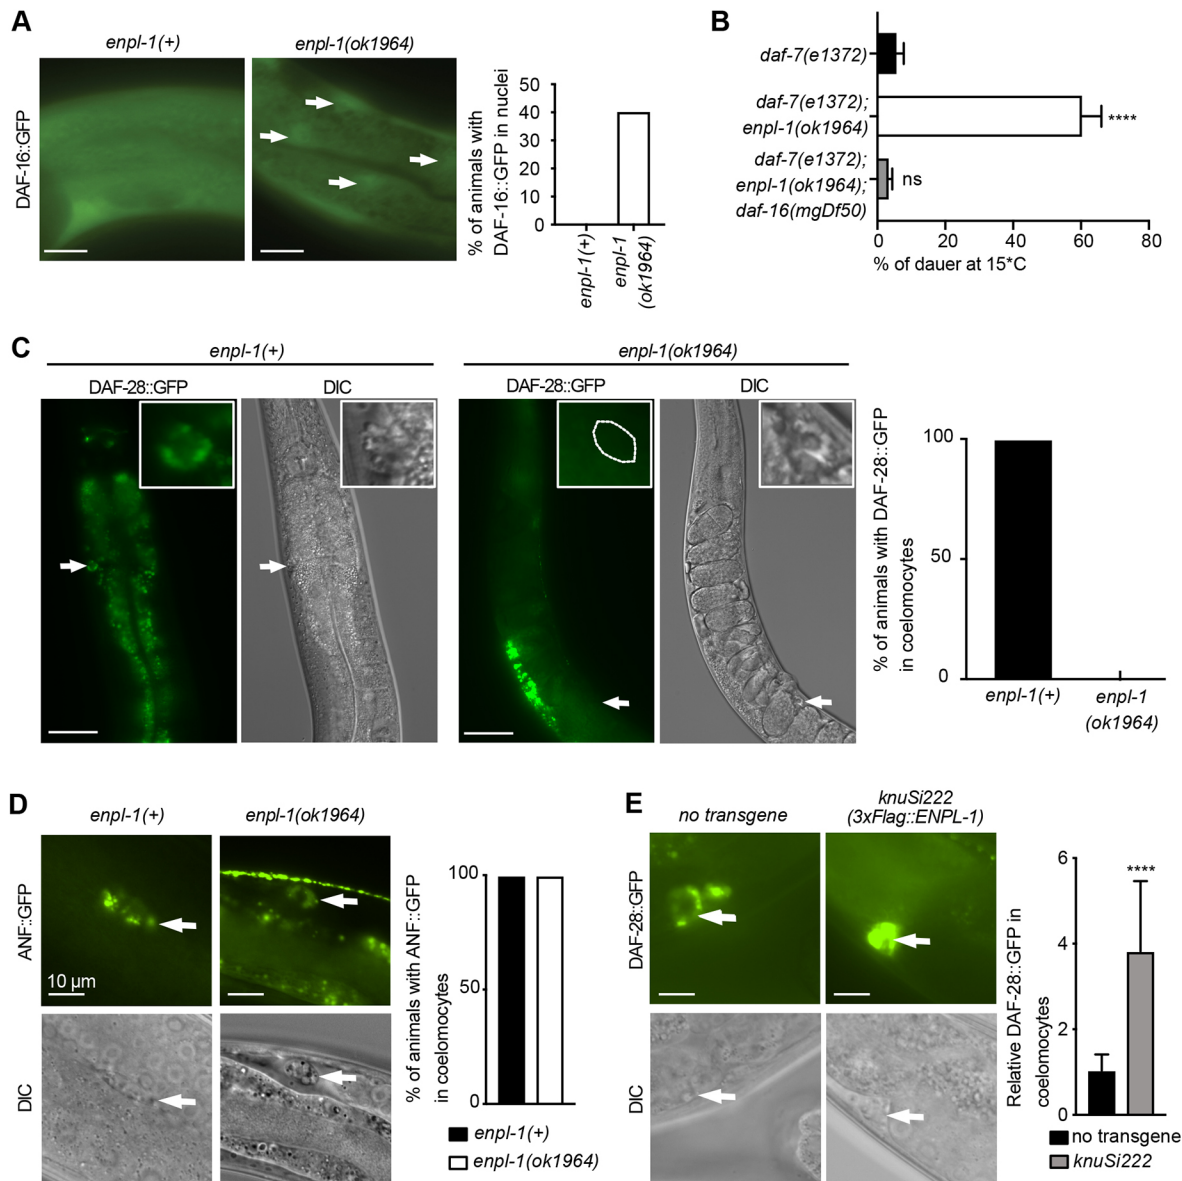 A
enpl-1(+)
enpl-1(ok1964)
DAF-16::GFP
% of animals with
DAF-16::GFP in nuclei
50
40
30
20
10
0
enpl-1(+)
enpl-1
(ok1964)
B
daf-7(e1372)
daf-7(e1372);
enpl-1(ok1964)
daf-7(e1372);
enpl-1(ok1964);
daf-16(mgDf50)
****
ns
0 20 40 60 80
% of dauer at 15*C
C
enpl-1(+)
enpl-1(ok1964)
DAF-28::GFP
DIC
DAF-28::GFP
DIC
% of animals with DAF-28::GFP
in coelomocytes
100
50
0
enpl-1(+)
enpl-1
(ok1964)
D
enpl-1(+)
enpl-1(ok1964)
ANF::GFP
10 µm
DIC
% of animals with ANF::GFP
in coelomocytes
100
50
0
enpl-1(+)
enpl-1(ok1964)
E
no transgene
knuSi222
(3xFlag::ENPL-1)
DAF-28::GFP
DIC
Relative DAF-28::GFP in
coelomocytes
6
4
2
0
****
no transgene
knuSi222